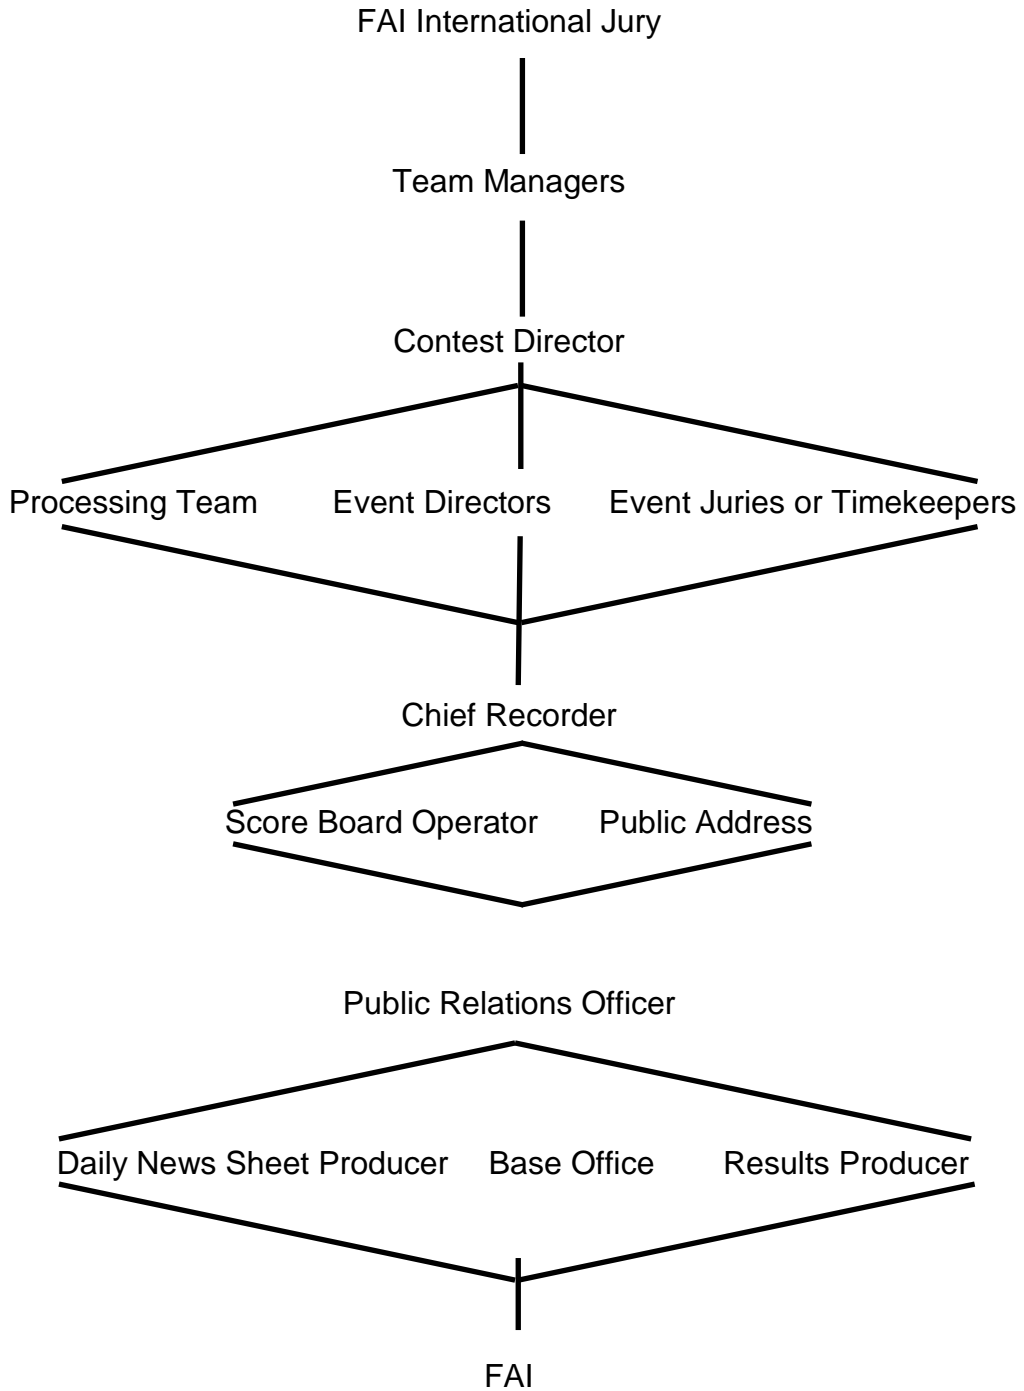 FAI International Jury
Team Managers
Contest Director
Processing Team Event Directors Event Juries or Timekeepers
Chief Recorder
Score Board Operator Public Address
Public Relations Officer
Daily News Sheet Producer Base Office Results Producer
FAI